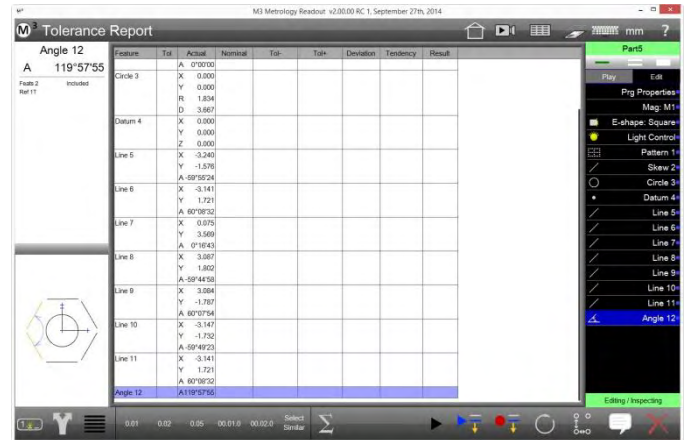 M3 Metrology Readout v2.00.00 RC 1, September 27th, 2014
M³ Tolerance Report
mm ?
Angle 12
A 119°57'55
Feats 2 Included
Ref 1T
Feature Tol Actual Nominal Tol- Tol+ Deviation Tendency Result
A 0°00'00
Circle 3 X 0.000
Y 0.000
R 1.834
D 3.667
Datum 4 X 0.000
Y 0.000
Z 0.000
Line 5 X -3.240
Y -1.576
A -59°55'24
Line 6 X -3.141
Y 1.721
A 60°08'32
Line 7 X 0.075
Y 3.569
A 0°16'43
Line 8 X 3.087
Y 1.802
A -59°44'58
Line 9 X 3.084
Y -1.787
A 60°07'54
Line 10 X -3.147
Y -1.732
A -59°49'23
Line 11 X -3.141
Y 1.721
A 60°08'32
Angle 12 A 119°57'55
Part5
Play Edit
Prg Properties
Mag: M1
E-shape: Square
Light Control
Pattern 1
Skew 2
Circle 3
Datum 4
Line 5
Line 6
Line 7
Line 8
Line 9
Line 10
Line 11
Angle 12
Editing / Inspecting
0.01 0.02 0.05 00.01.0 00.02.0 Select Similar Σ